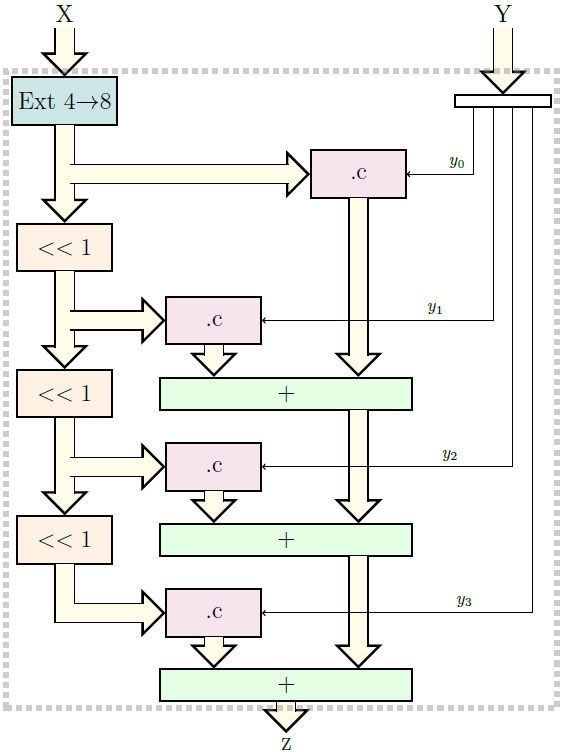 X
Y
Ext 4→8
.c
y₀
<< 1
.c
y₁
+
<< 1
.c
y₂
+
<< 1
.c
y₃
+
z